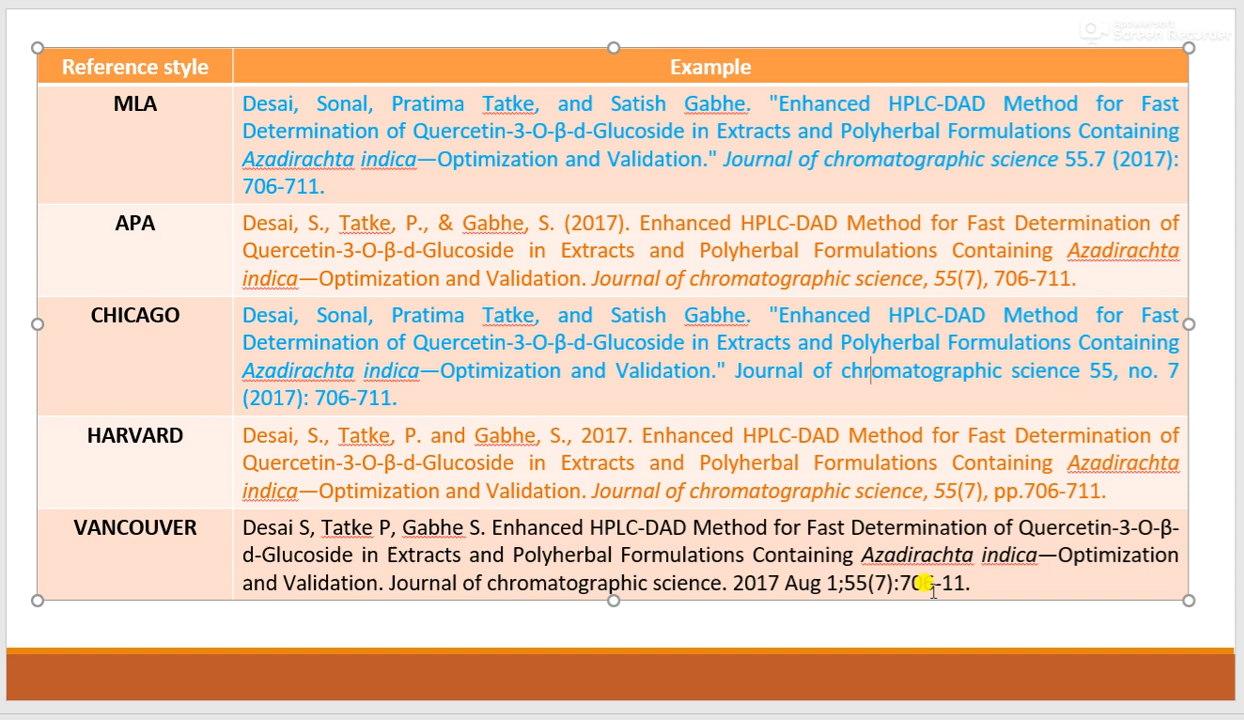 Apowersoft
Screen Recorder
Reference style Example
MLA Desai, Sonal, Pratima Tatke, and Satish Gabhe. "Enhanced HPLC-DAD Method for Fast
Determination of Quercetin-3-O-β-d-Glucoside in Extracts and Polyherbal Formulations Containing
Azadirachta indica—Optimization and Validation." Journal of chromatographic science 55.7 (2017):
706-711.
APA Desai, S., Tatke, P., & Gabhe, S. (2017). Enhanced HPLC-DAD Method for Fast Determination of
Quercetin-3-O-β-d-Glucoside in Extracts and Polyherbal Formulations Containing Azadirachta
indica—Optimization and Validation. Journal of chromatographic science, 55(7), 706-711.
CHICAGO Desai, Sonal, Pratima Tatke, and Satish Gabhe. "Enhanced HPLC-DAD Method for Fast
Determination of Quercetin-3-O-β-d-Glucoside in Extracts and Polyherbal Formulations Containing
Azadirachta indica—Optimization and Validation." Journal of chromatographic science 55, no. 7
(2017): 706-711.
HARVARD Desai, S., Tatke, P. and Gabhe, S., 2017. Enhanced HPLC-DAD Method for Fast Determination of
Quercetin-3-O-β-d-Glucoside in Extracts and Polyherbal Formulations Containing Azadirachta
indica—Optimization and Validation. Journal of chromatographic science, 55(7), pp.706-711.
VANCOUVER Desai S, Tatke P, Gabhe S. Enhanced HPLC-DAD Method for Fast Determination of Quercetin-3-O-β-
d-Glucoside in Extracts and Polyherbal Formulations Containing Azadirachta indica—Optimization
and Validation. Journal of chromatographic science. 2017 Aug 1;55(7):706-11.